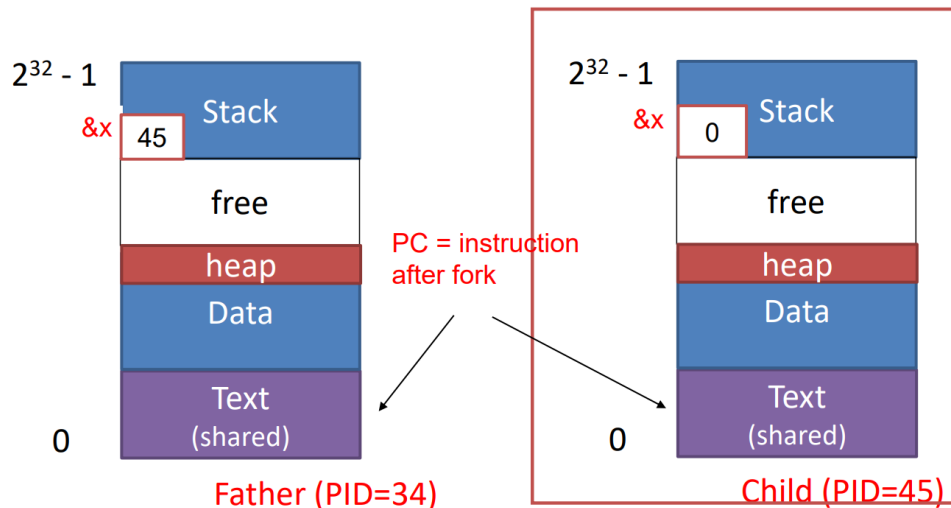 2³² - 1
&x
45
Stack
free
heap
Data
Text
(shared)
0
Father (PID=34)
PC = instruction
after fork
2³² - 1
&x
0
Stack
free
heap
Data
Text
(shared)
0
Child (PID=45)